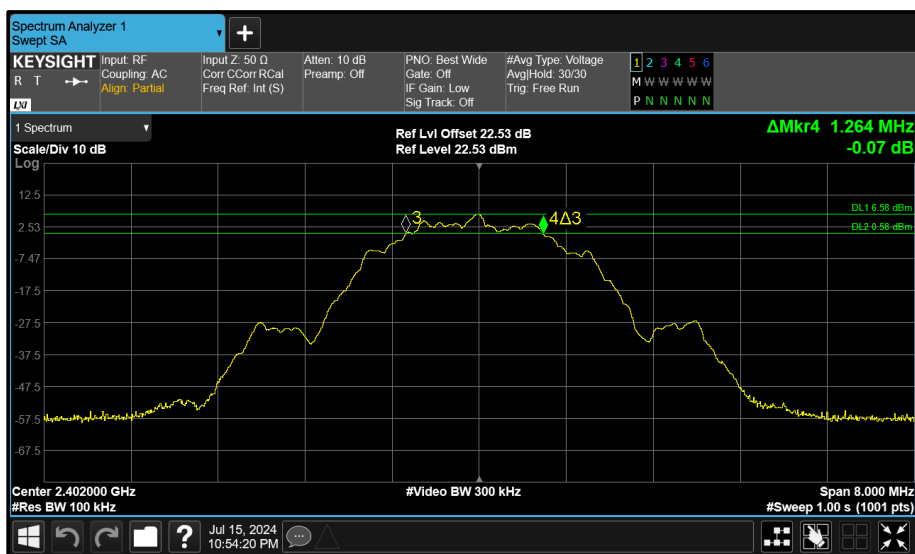 Spectrum Analyzer 1
Swept SA
+
KEYSIGHT
R T
LXI
Input: RF
Coupling: AC
Align: Partial
Input Z: 50 Ω
Corr CCorr RCal
Freq Ref: Int (S)
Atten: 10 dB
Preamp: Off
PNO: Best Wide
Gate: Off
IF Gain: Low
Sig Track: Off
#Avg Type: Voltage
Avg|Hold: 30/30
Trig: Free Run
1 2 3 4 5 6
M W W W W W
P N N N N N
1 Spectrum
Scale/Div 10 dB
Log
Ref Lvl Offset 22.53 dB
Ref Level 22.53 dBm
ΔMkr4 1.264 MHz
-0.07 dB
12.5
2.53
-7.47
-17.5
-27.5
-37.5
-47.5
-57.5
-67.5
3
4Δ3
DL1 6.58 dBm
DL2 0.58 dBm
Center 2.402000 GHz
#Res BW 100 kHz
#Video BW 300 kHz
Span 8.000 MHz
#Sweep 1.00 s (1001 pts)
?
Jul 15, 2024
10:54:20 PM